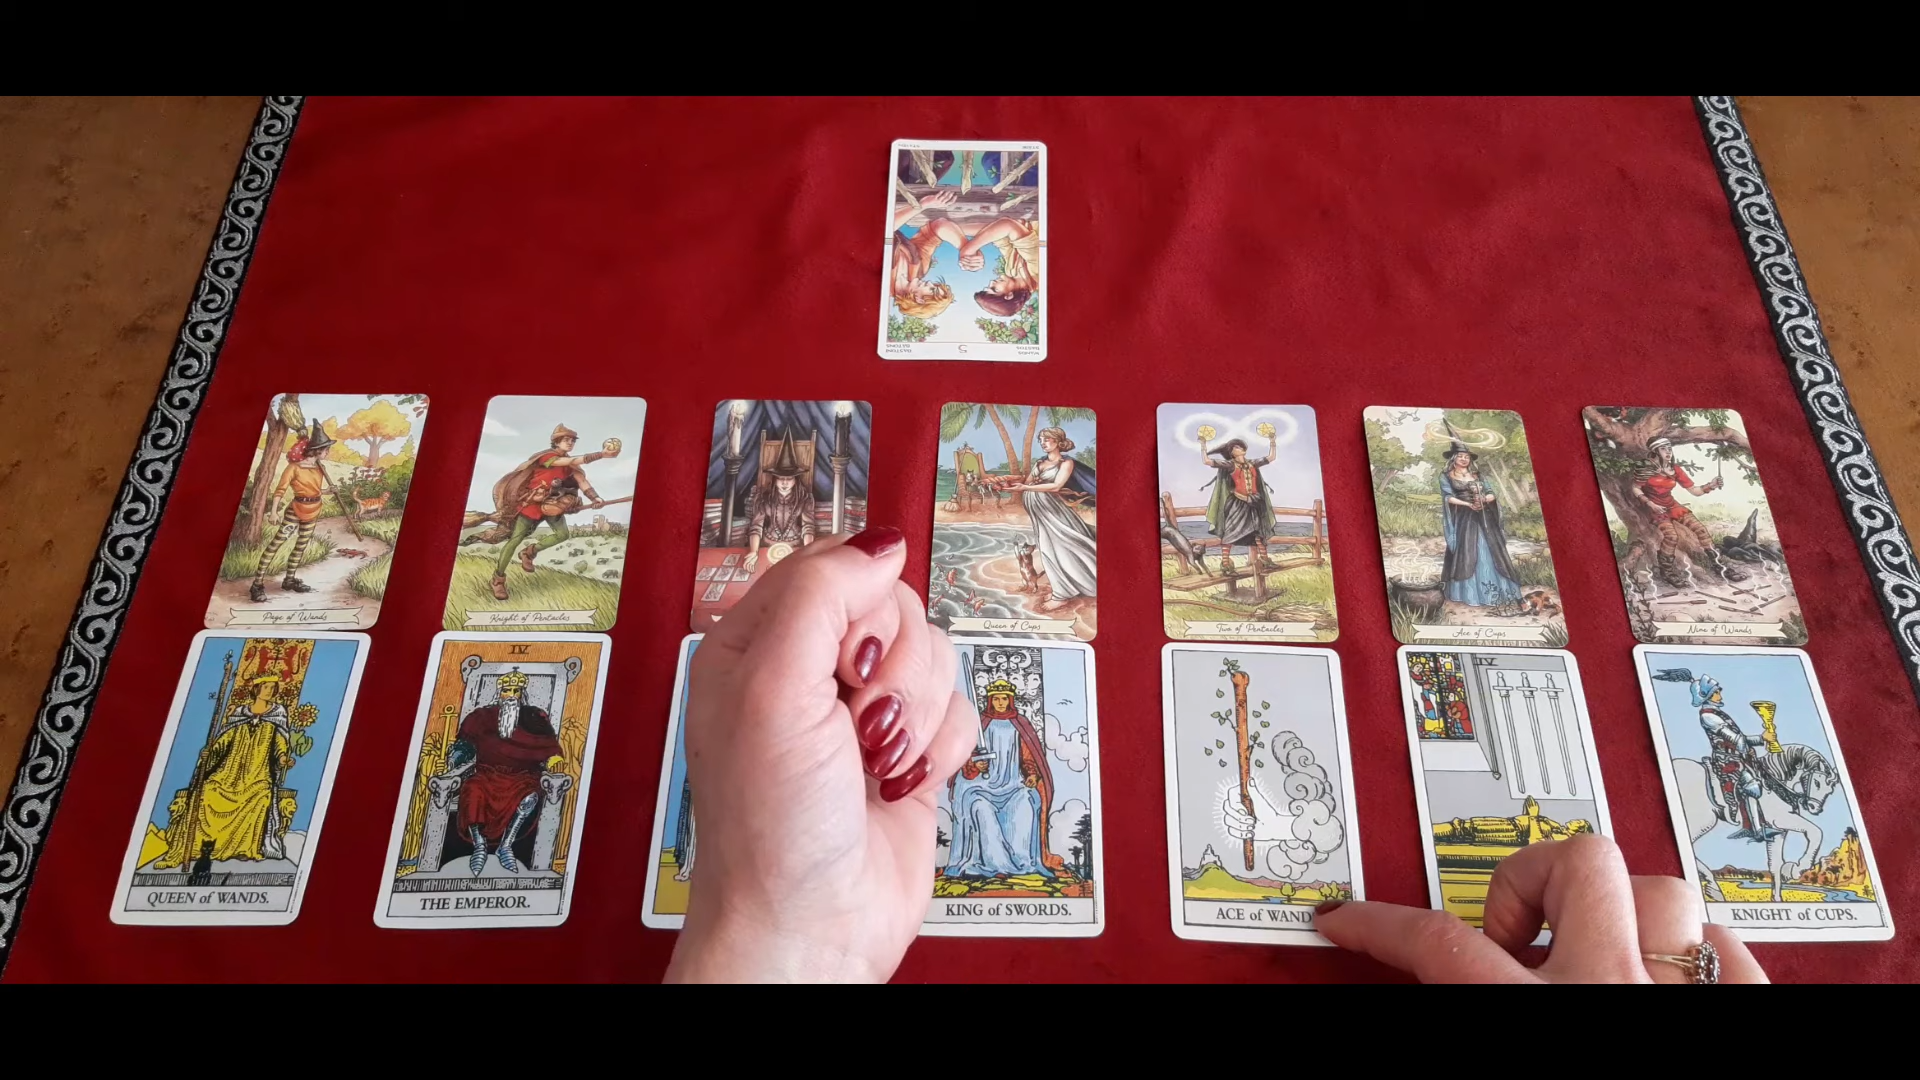 Page of Wands
Knight of Pentacles
Queen of Cups
Two of Pentacles
Ace of Cups
Nine of Wands
QUEEN of WANDS.
IV
THE EMPEROR.
KING of SWORDS.
ACE of WAND
IV
KNIGHT of CUPS.